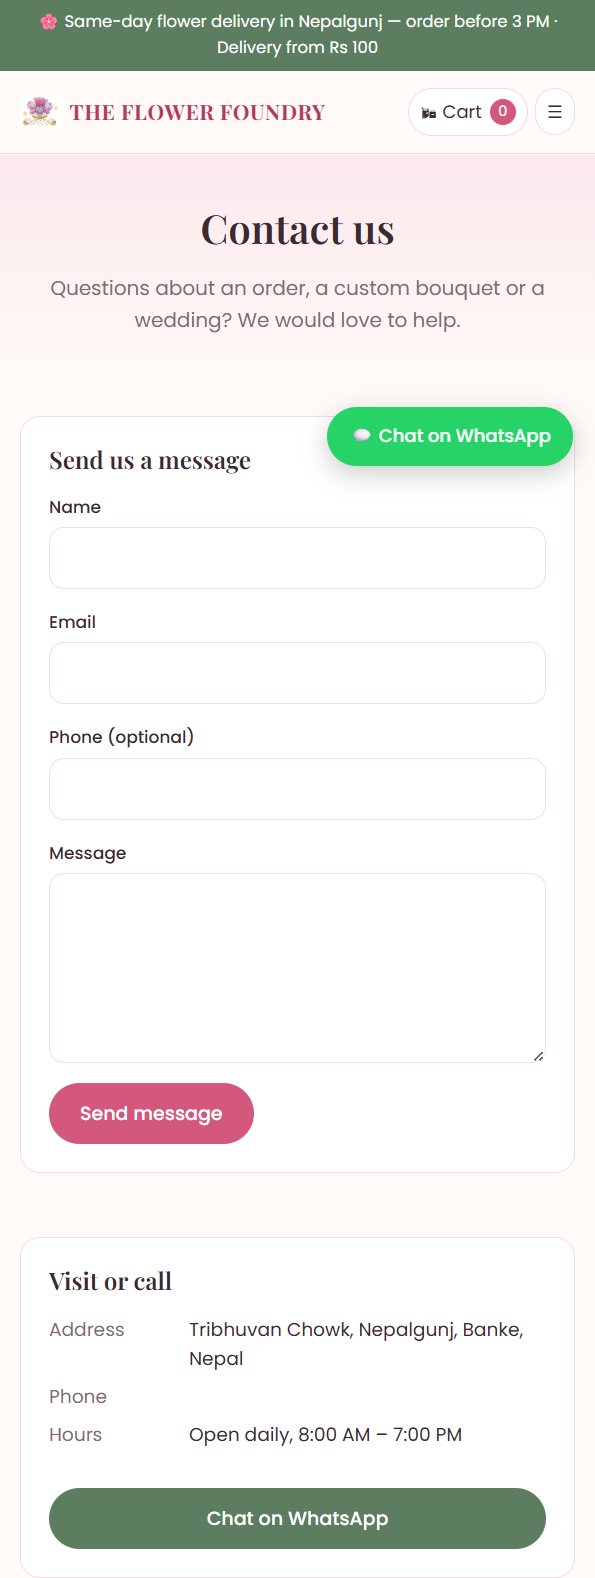 🌸 Same-day flower delivery in Nepalgunj — order before 3 PM ·
Delivery from Rs 100
THE FLOWER FOUNDRY
Cart 0
Contact us
Questions about an order, a custom bouquet or a
wedding? We would love to help.
Chat on WhatsApp
Send us a message
Name
Email
Phone (optional)
Message
Send message
Visit or call
Address Tribhuvan Chowk, Nepalgunj, Banke,
Nepal
Phone
Hours Open daily, 8:00 AM – 7:00 PM
Chat on WhatsApp